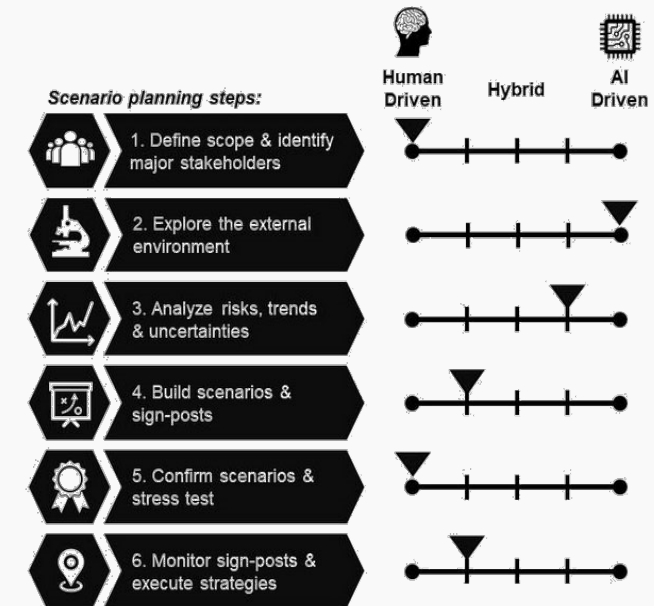 Human
Driven
Hybrid
AI
Driven
Scenario planning steps:
1. Define scope & identify
major stakeholders
2. Explore the external
environment
3. Analyze risks, trends
& uncertainties
4. Build scenarios &
sign-posts
5. Confirm scenarios &
stress test
6. Monitor sign-posts &
execute strategies